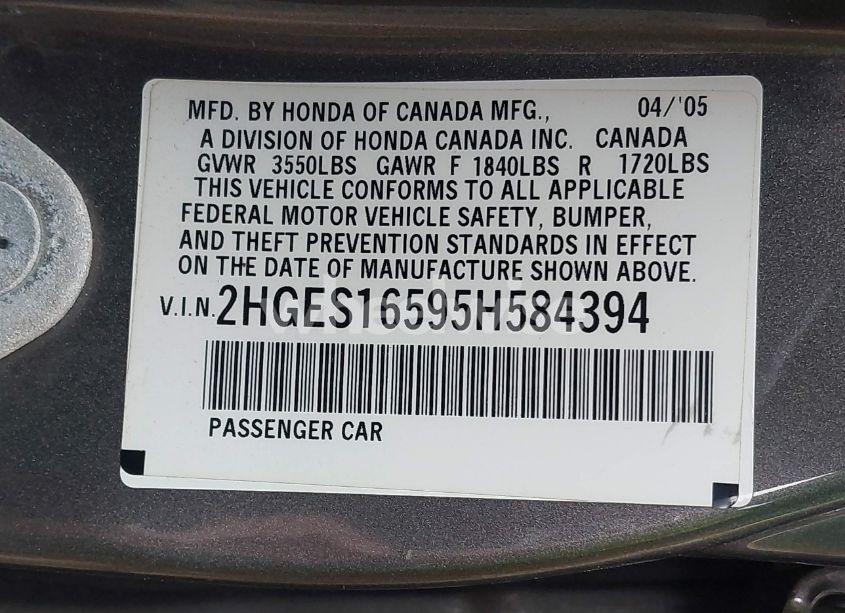 MFD. BY HONDA OF CANADA MFG., 04/'05
A DIVISION OF HONDA CANADA INC. CANADA
GVWR 3550LBS GAWR F 1840LBS R 1720LBS
THIS VEHICLE CONFORMS TO ALL APPLICABLE
FEDERAL MOTOR VEHICLE SAFETY, BUMPER,
AND THEFT PREVENTION STANDARDS IN EFFECT
ON THE DATE OF MANUFACTURE SHOWN ABOVE.
V.I.N. 2HGES16595H584394
PASSENGER CAR